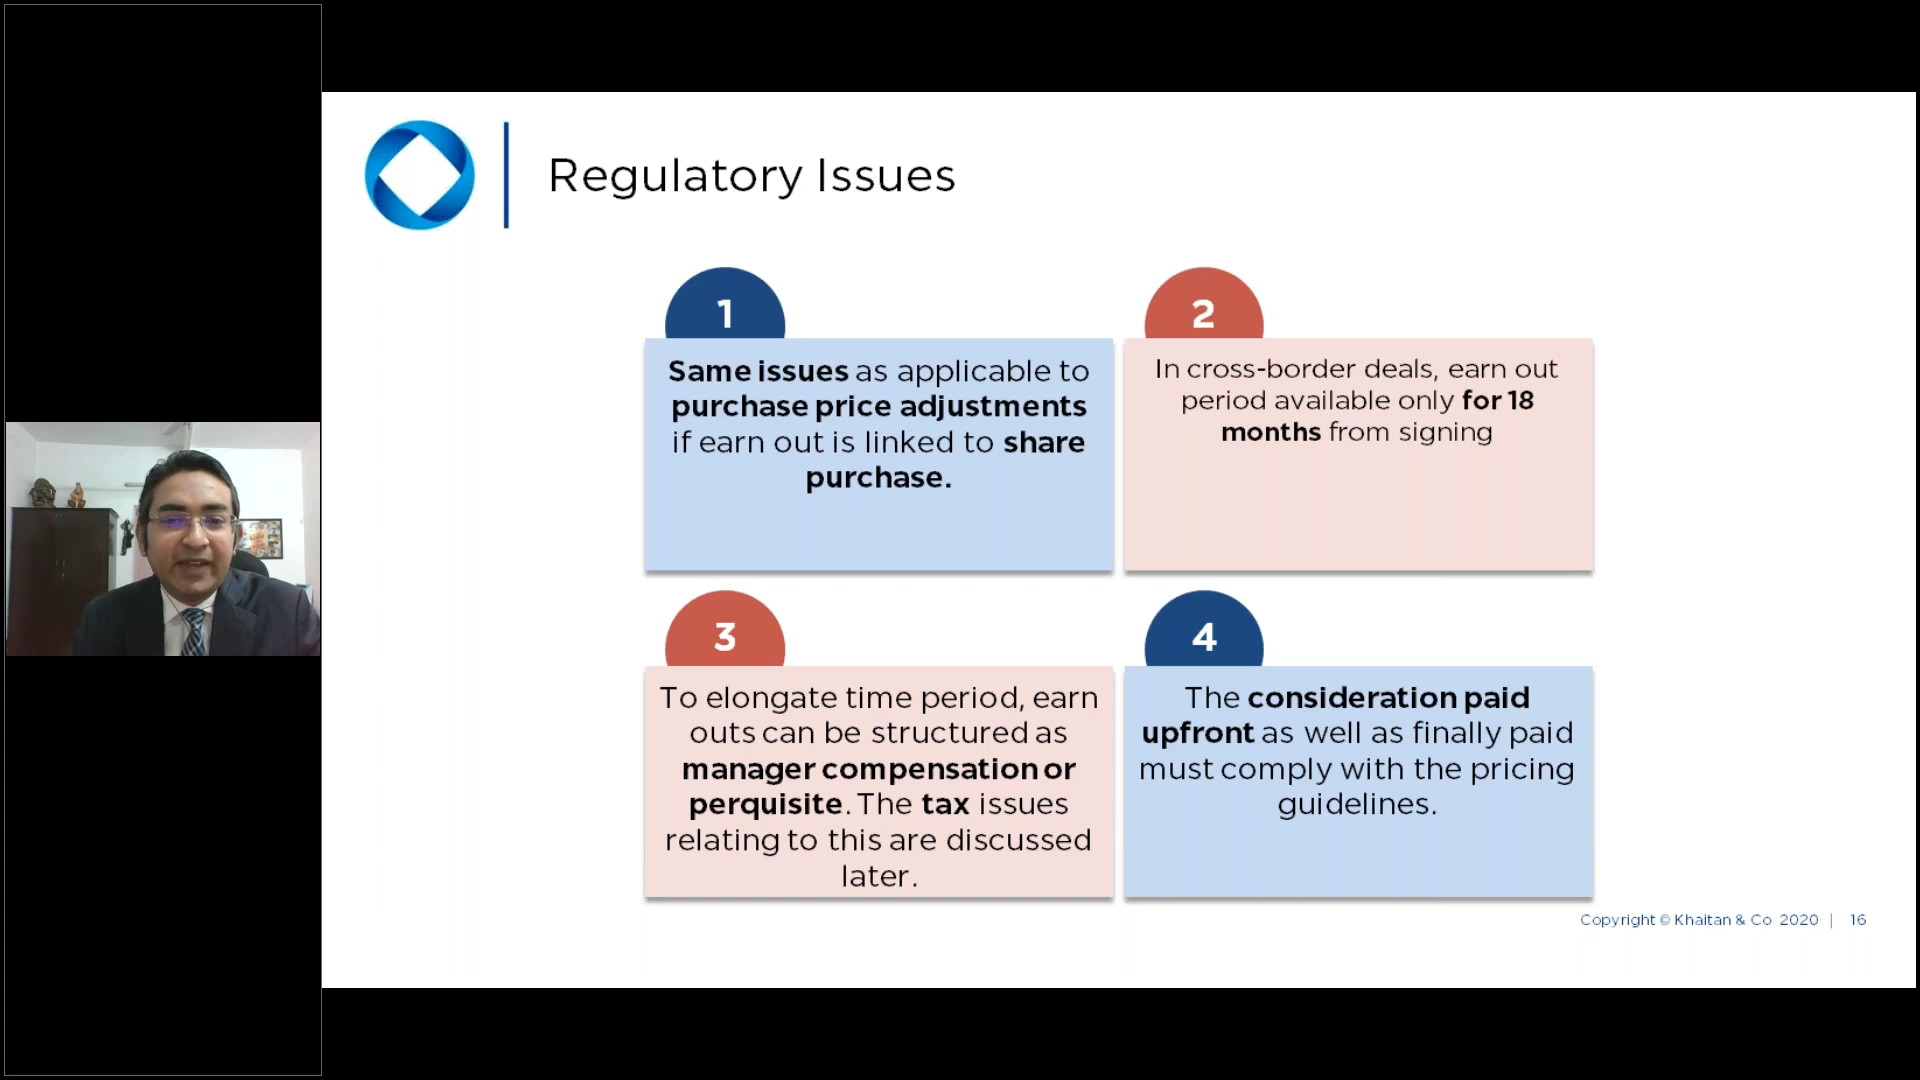 Regulatory Issues
1
Same issues as applicable to
purchase price adjustments
if earn out is linked to share
purchase.
2
In cross-border deals, earn out
period available only for 18
months from signing
3
To elongate time period, earn
outs can be structured as
manager compensation or
perquisite. The tax issues
relating to this are discussed
later.
4
The consideration paid
upfront as well as finally paid
must comply with the pricing
guidelines.
Copyright © Khaitan & Co 2020 | 16